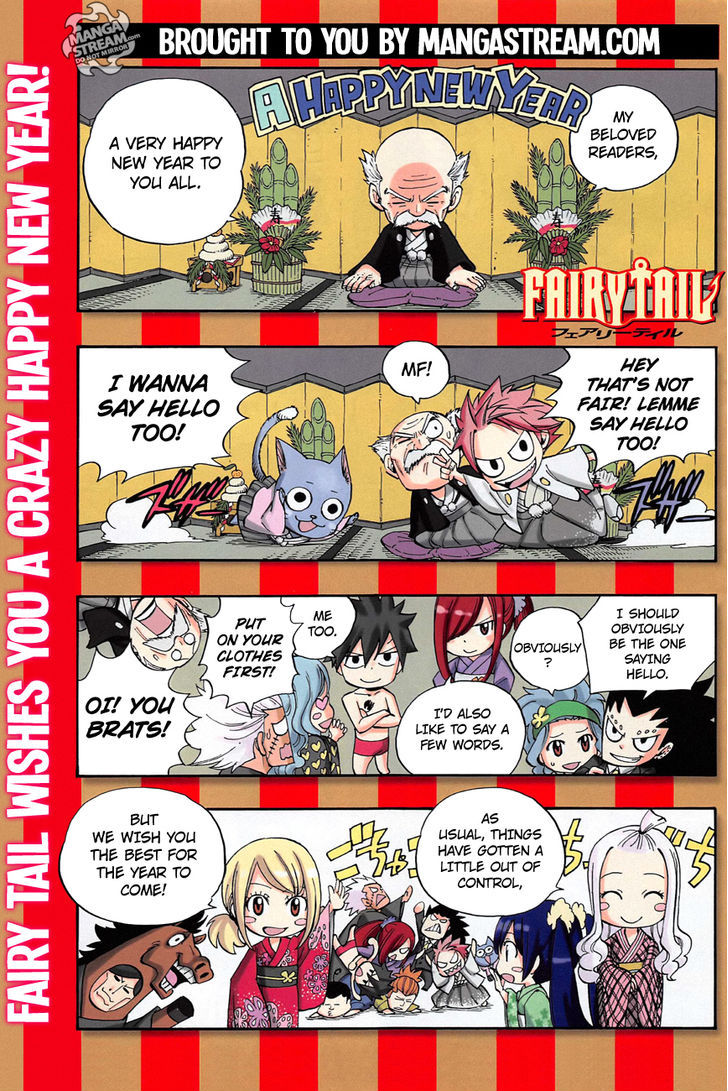 MANGA
STREAM.com
DO NOT MIRROR
BROUGHT TO YOU BY MANGASTREAM.COM
FAIRY TAIL WISHES YOU A CRAZY HAPPY NEW YEAR!
A HAPPY NEW YEAR
MY
BELOVED
READERS,
A VERY HAPPY
NEW YEAR TO
YOU ALL.
春
FAIRY TAIL
フェアリーテイル
HEY
THAT'S NOT
FAIR! LEMME
SAY HELLO
TOO!
MF!
I WANNA
SAY HELLO
TOO!
I SHOULD
OBVIOUSLY
BE THE ONE
SAYING
HELLO.
OBVIOUSLY
?
I'D ALSO
LIKE TO SAY A
FEW WORDS.
ME
TOO.
PUT
ON YOUR
CLOTHES
FIRST!
OI! YOU
BRATS!
AS
USUAL, THINGS
HAVE GOTTEN A
LITTLE OUT OF
CONTROL,
BUT
WE WISH YOU
THE BEST FOR
THE YEAR TO
COME!